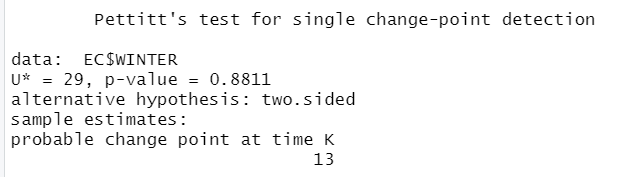 Pettitt's test for single change-point detection
data: EC$WINTER
U* = 29, p-value = 0.8811
alternative hypothesis: two.sided
sample estimates:
probable change point at time K
13